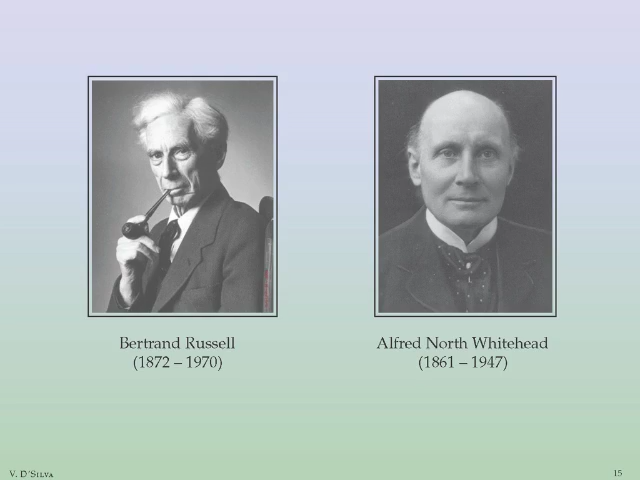 Bertrand Russell
(1872 – 1970)
Alfred North Whitehead
(1861 – 1947)
V. D'Silva
15